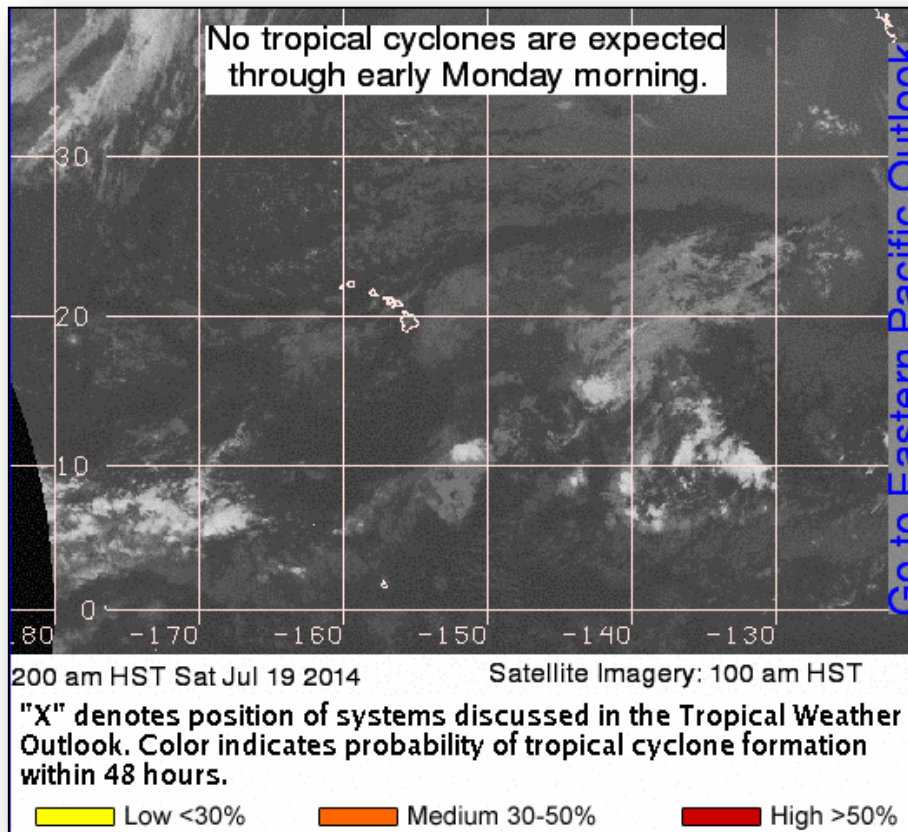 No tropical cyclones are expected
through early Monday morning.
Go to Eastern Pacific Outlook
30
20
10
0
180 -170 -160 -150 -140 -130
200 am HST Sat Jul 19 2014 Satellite Imagery: 100 am HST
"X" denotes position of systems discussed in the Tropical Weather
Outlook. Color indicates probability of tropical cyclone formation
within 48 hours.
Low <30% Medium 30-50% High >50%